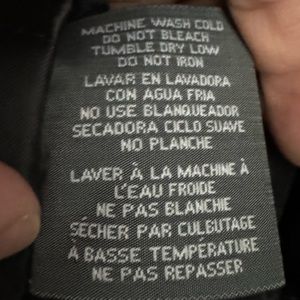 MACHINE WASH COLD
DO NOT BLEACH
TUMBLE DRY LOW
DO NOT IRON
LAVAR EN LAVADORA
CON AGUA FRIA
NO USE BLANQUEADOR
SECADORA CICLO SUAVE
NO PLANCHE
LAVER À LA MACHINE À
L'EAU FROIDE
NE PAS BLANCHIE
SÉCHER PAR CULBUTAGE
À BASSE TEMPÉRATURE
NE PAS REPASSER